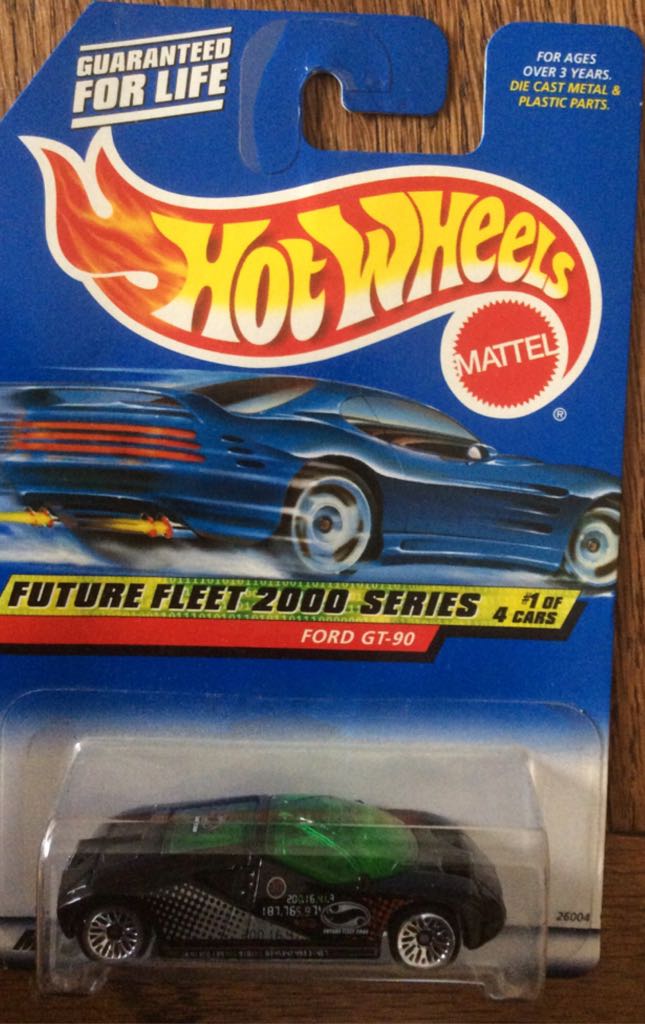 GUARANTEED
FOR LIFE
FOR AGES
OVER 3 YEARS.
DIE CAST METAL &
PLASTIC PARTS.
HOT WHEELS
MATTEL
®
FUTURE FLEET 2000 SERIES
#1 OF
4 CARS
FORD GT-90
26004